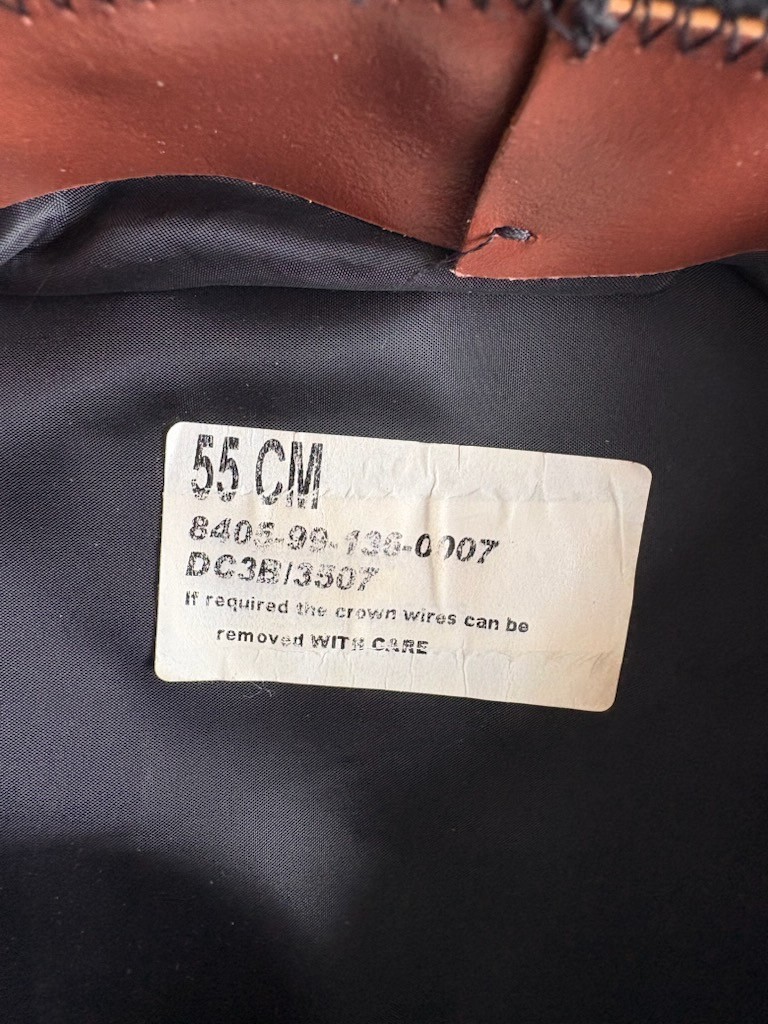 55 CM
8405-99-136-0007
DC3B/3507
If required the crown wires can be
removed WITH CARE